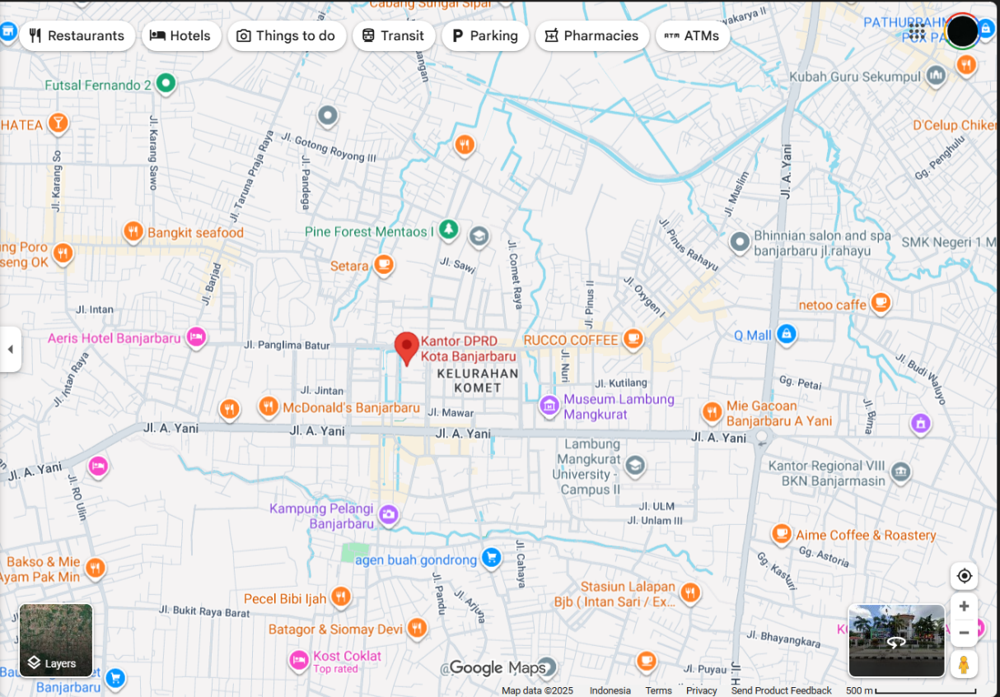 Cabang Sungai Sipai
Restaurants
Hotels
Things to do
Transit
Parking
Pharmacies
ATM ATMs
wakarya II
PATHURRAHM
Futsal Fernando 2
Kubah Guru Sekumpul
HATEA
D'Celup Chiken
Jl. Karang Sawo
Jl. Karang So
Jl. Taruna Praja Raya
Jl. Gotong Royong III
Jl. Pandega
Jl. A. Yani
Gg. Penghulu
Jl. Muslim
Pine Forest Mentaos I
Bangkit seafood
ung Poro
seng OK
Bhinnian salon and spa
banjarbaru jl.rahayu
SMK Negeri 1 M
Setara
Jl. Sawi
Jl. Comet Raya
Jl. Pinus Rahayu
Jl. Barjad
Jl. Pinus II
Jl. Oxygen I
Jl. Intan
netoo caffe
Aeris Hotel Banjarbaru
Jl. Panglima Batur
Kantor DPRD
Kota Banjarbaru
RUCCO COFFEE
Q Mall
KELURAHAN
KOMET
Jl. Nuri
Jl. Kutilang
Jl. Intan Raya
Jl. Jintan
Gg. Petai
Jl. Budi Waluyo
McDonald's Banjarbaru
Jl. Mawar
Museum Lambung
Mangkurat
Mie Gacoan
Banjarbaru A Yani
Jl. Bima
Jl. A. Yani
Jl. A. Yani
Jl. A. Yani
Jl. A. Yani
Jl. A. Yani
Lambung
Mangkurat
University -
Campus II
Kantor Regional VIII
BKN Banjarmasin
Jl. RO Ulin
Kampung Pelangi
Banjarbaru
Jl. ULM
Jl. Unlam III
Aime Coffee & Roastery
Gg. Astoria
Gg. Kasturi
agen buah gondrong
Jl. Cahaya
Bakso & Mie
Ayam Pak Min
Pecel Bibi Ijah
Jl. Pandu
Jl. Arjuna
Stasiun Lalapan
Bjb ( Intan Sari / Ex...
Jl. Bukit Raya Barat
Batagor & Siomay Devi
Jl. Bhayangkara
Kost Coklat
Top rated
Layers
Banjarbaru
Google Maps
Jl. Puyau
Jl. H
Map data ©2025
Indonesia
Terms
Privacy
Send Product Feedback
500 m